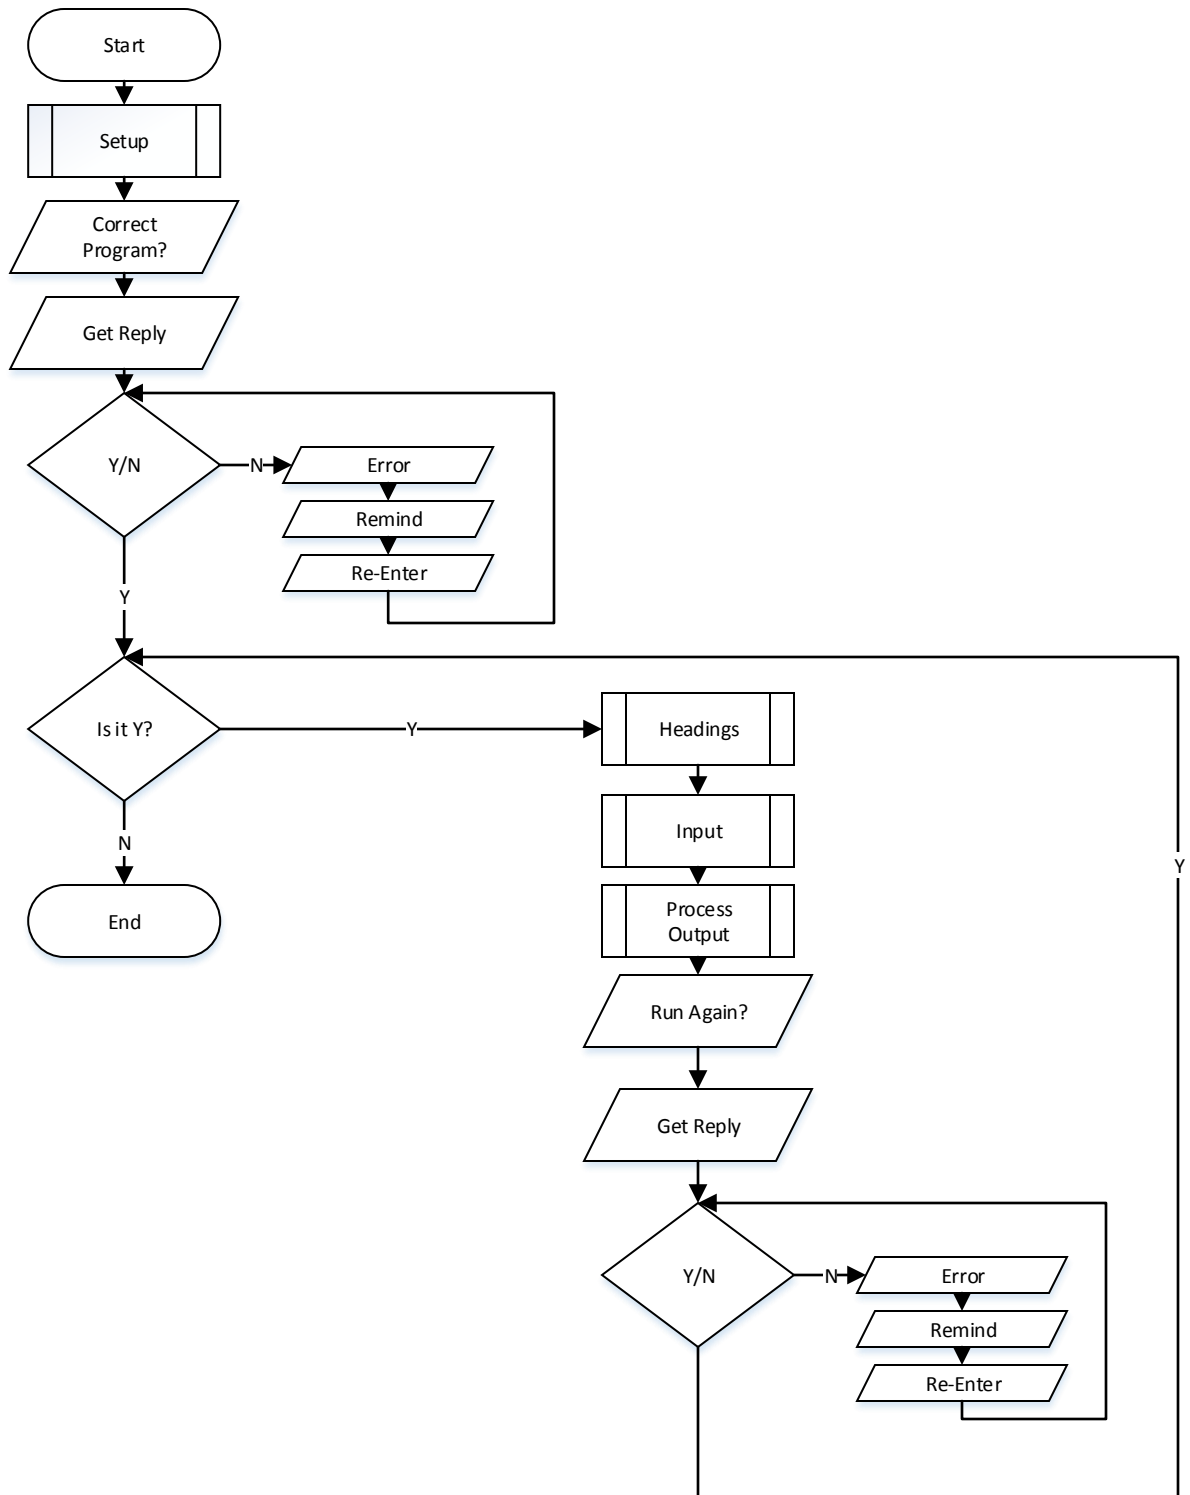 Start
Setup
Correct
Program?
Get Reply
Y/N
N
Error
Remind
Re-Enter
Y
Is it Y?
Y
Headings
N
Input
Y
End
Process
Output
Run Again?
Get Reply
Y/N
N
Error
Remind
Re-Enter